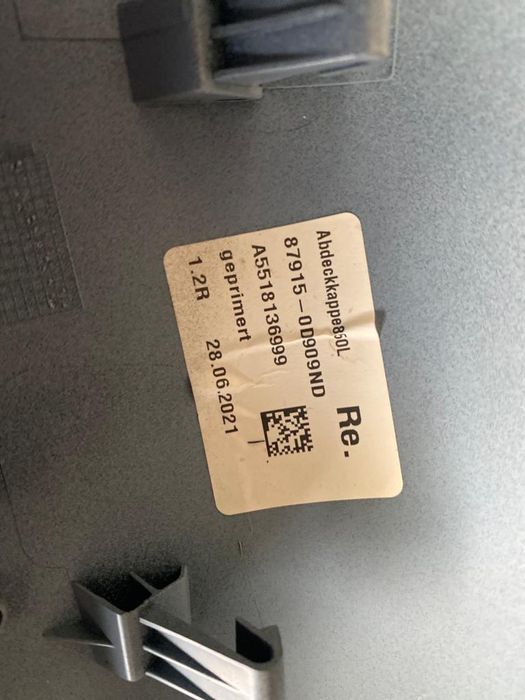 Abdeckkappe850L
87915-0D909ND
A5518136999
Re.
geprimert
1.2R
28.06.2021